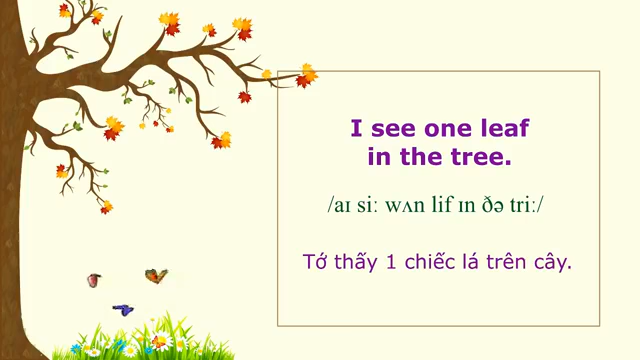 I see one leaf
in the tree.
/aɪ siː wʌn lif ɪn ðə triː/
Tớ thấy 1 chiếc lá trên cây.